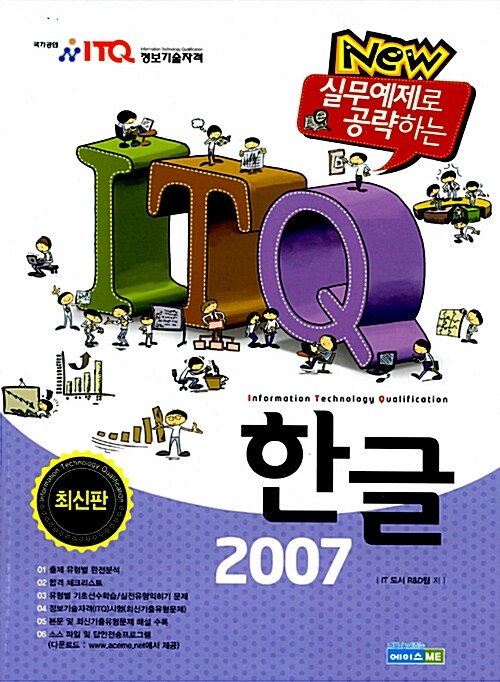 국가공인 ITQ 정보기술자격
Information Technology Qualification
New
실무예제로
공략하는
ITQ
Information Technology Qualification
한글
2007
Information Technology Qualification
최신판
IT 도서 R&D팀 저
01 출제 유형별 완전분석
02 합격 체크리스트
03 유형별 기초선수학습/실전유형익히기 문제
04 정보기술자격(ITQ)시험(최신기출유형문제)
05 본문 및 최신기출유형문제 해설 수록
06 소스 파일 및 답안전송프로그램
(다운로드 : www.aceme.net에서 제공)
에이스 ME